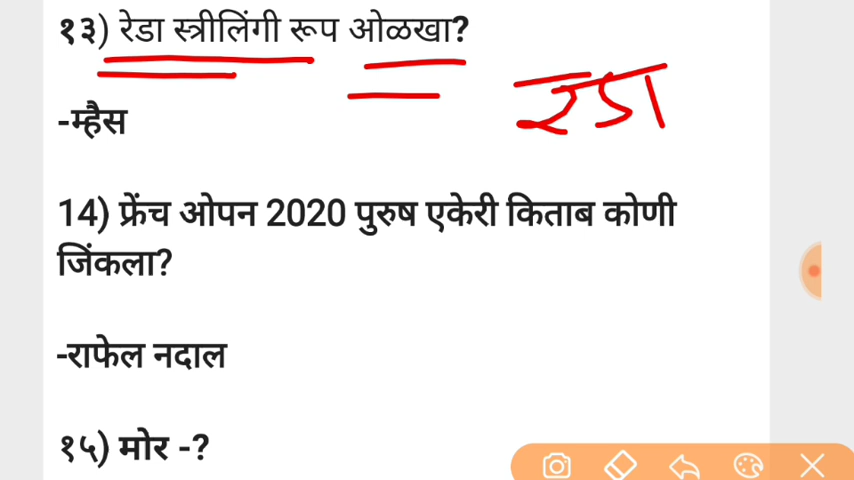 १३) रेडा स्त्रीलिंगी रूप ओळखा?
रेडा
-म्हैस
14) फ्रेंच ओपन 2020 पुरुष एकेरी किताब कोणी
जिंकला?
-राफेल नदाल
१५) मोर -?